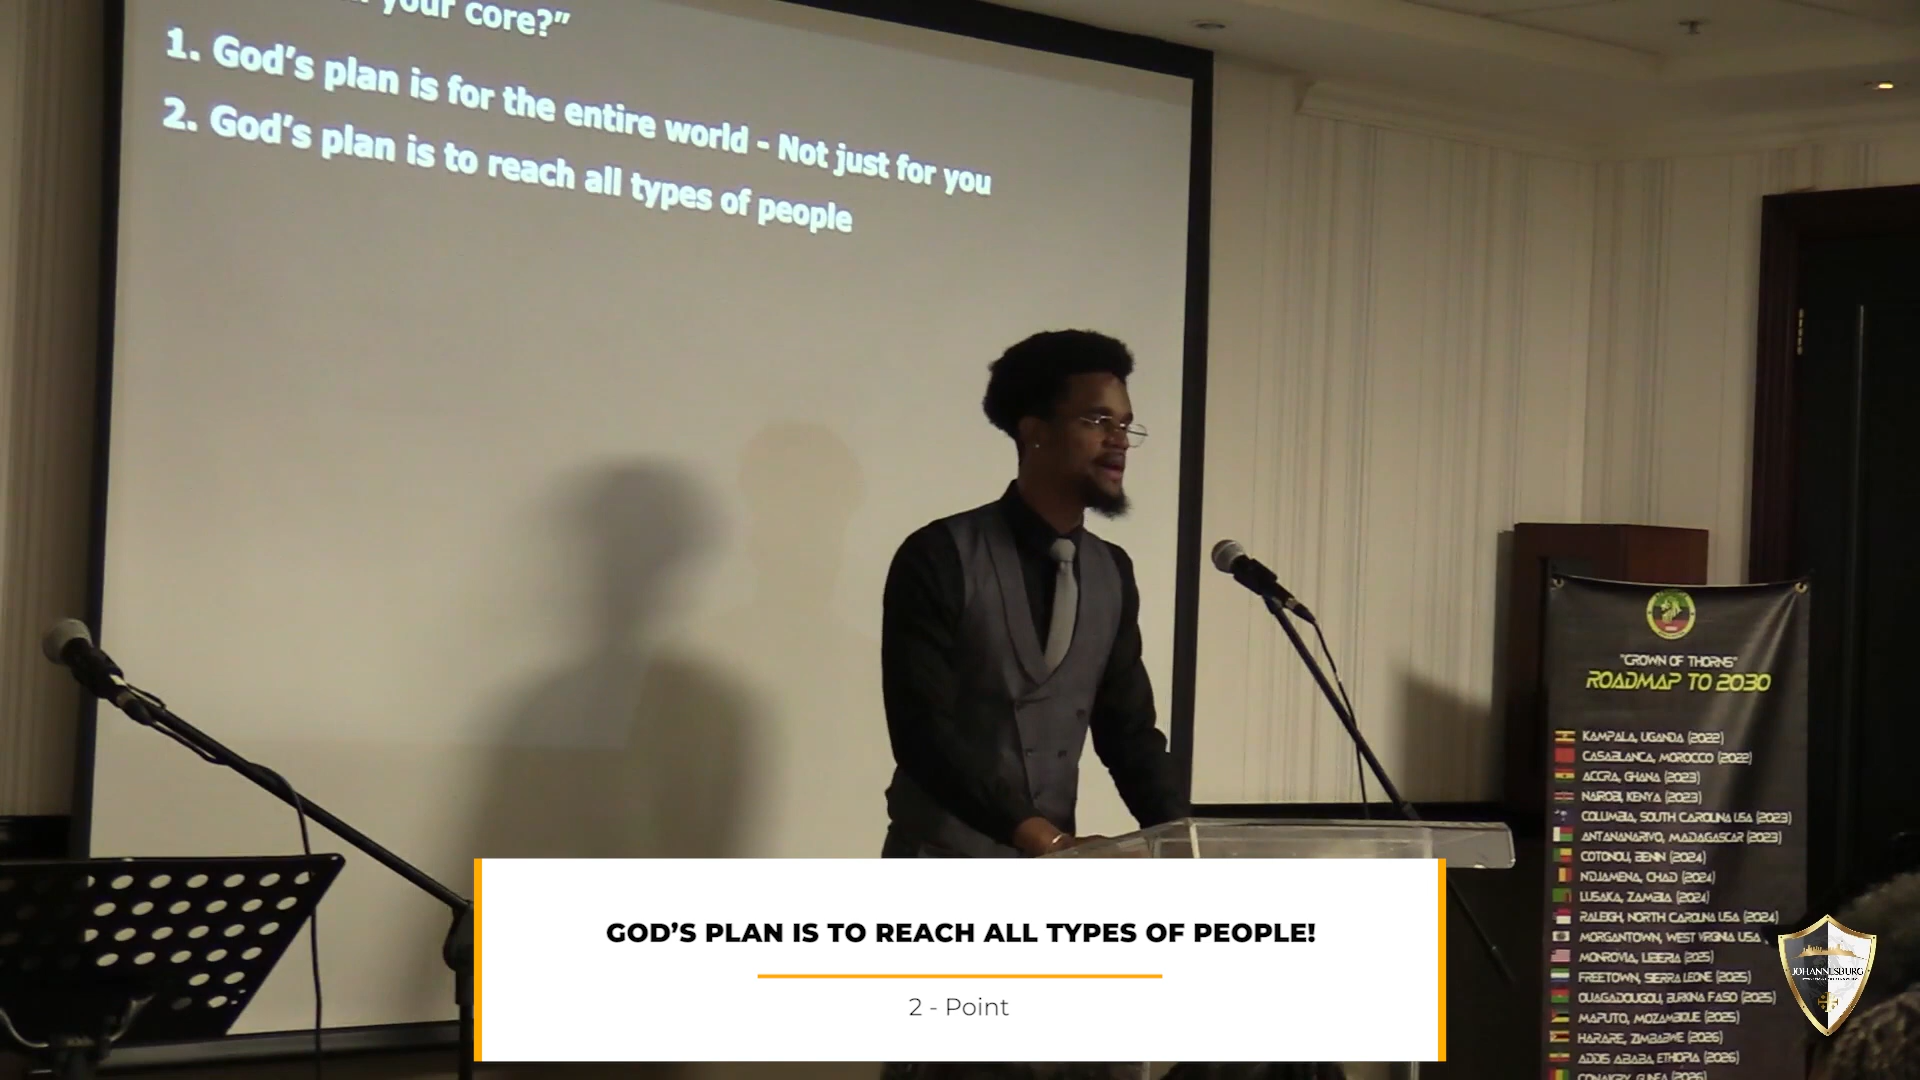 your core?”
1. God’s plan is for the entire world - Not just for you
2. God’s plan is to reach all types of people
"CROWN OF THORNS"
ROADMAP TO 2030
KAMPALA, UGANDA (2022)
CASABLANCA, MOROCCO (2022)
ACCRA, GHANA (2023)
NAIROBI, KENYA (2023)
COLUMBIA, SOUTH CAROLINA USA (2023)
ANTANANARIVO, MADAGASCAR (2023)
COTONOU, BENIN (2024)
N'DJAMENA, CHAD (2024)
LUSAKA, ZAMBIA (2024)
RALEIGH, NORTH CAROLINA USA (2024)
MORGANTOWN, WEST VIRGINIA USA
MONROVIA, LIBERIA (2025)
FREETOWN, SIERRA LEONE (2025)
OUAGADOUGOU, BURKINA FASO (2025)
MAPUTO, MOZAMBIQUE (2025)
HARARE, ZIMBABWE (2026)
ADDIS ABABA, ETHIOPIA (2026)
CONAKRY, GUINEA (2026)
GOD’S PLAN IS TO REACH ALL TYPES OF PEOPLE!
2 - Point
JOHANNESBURG